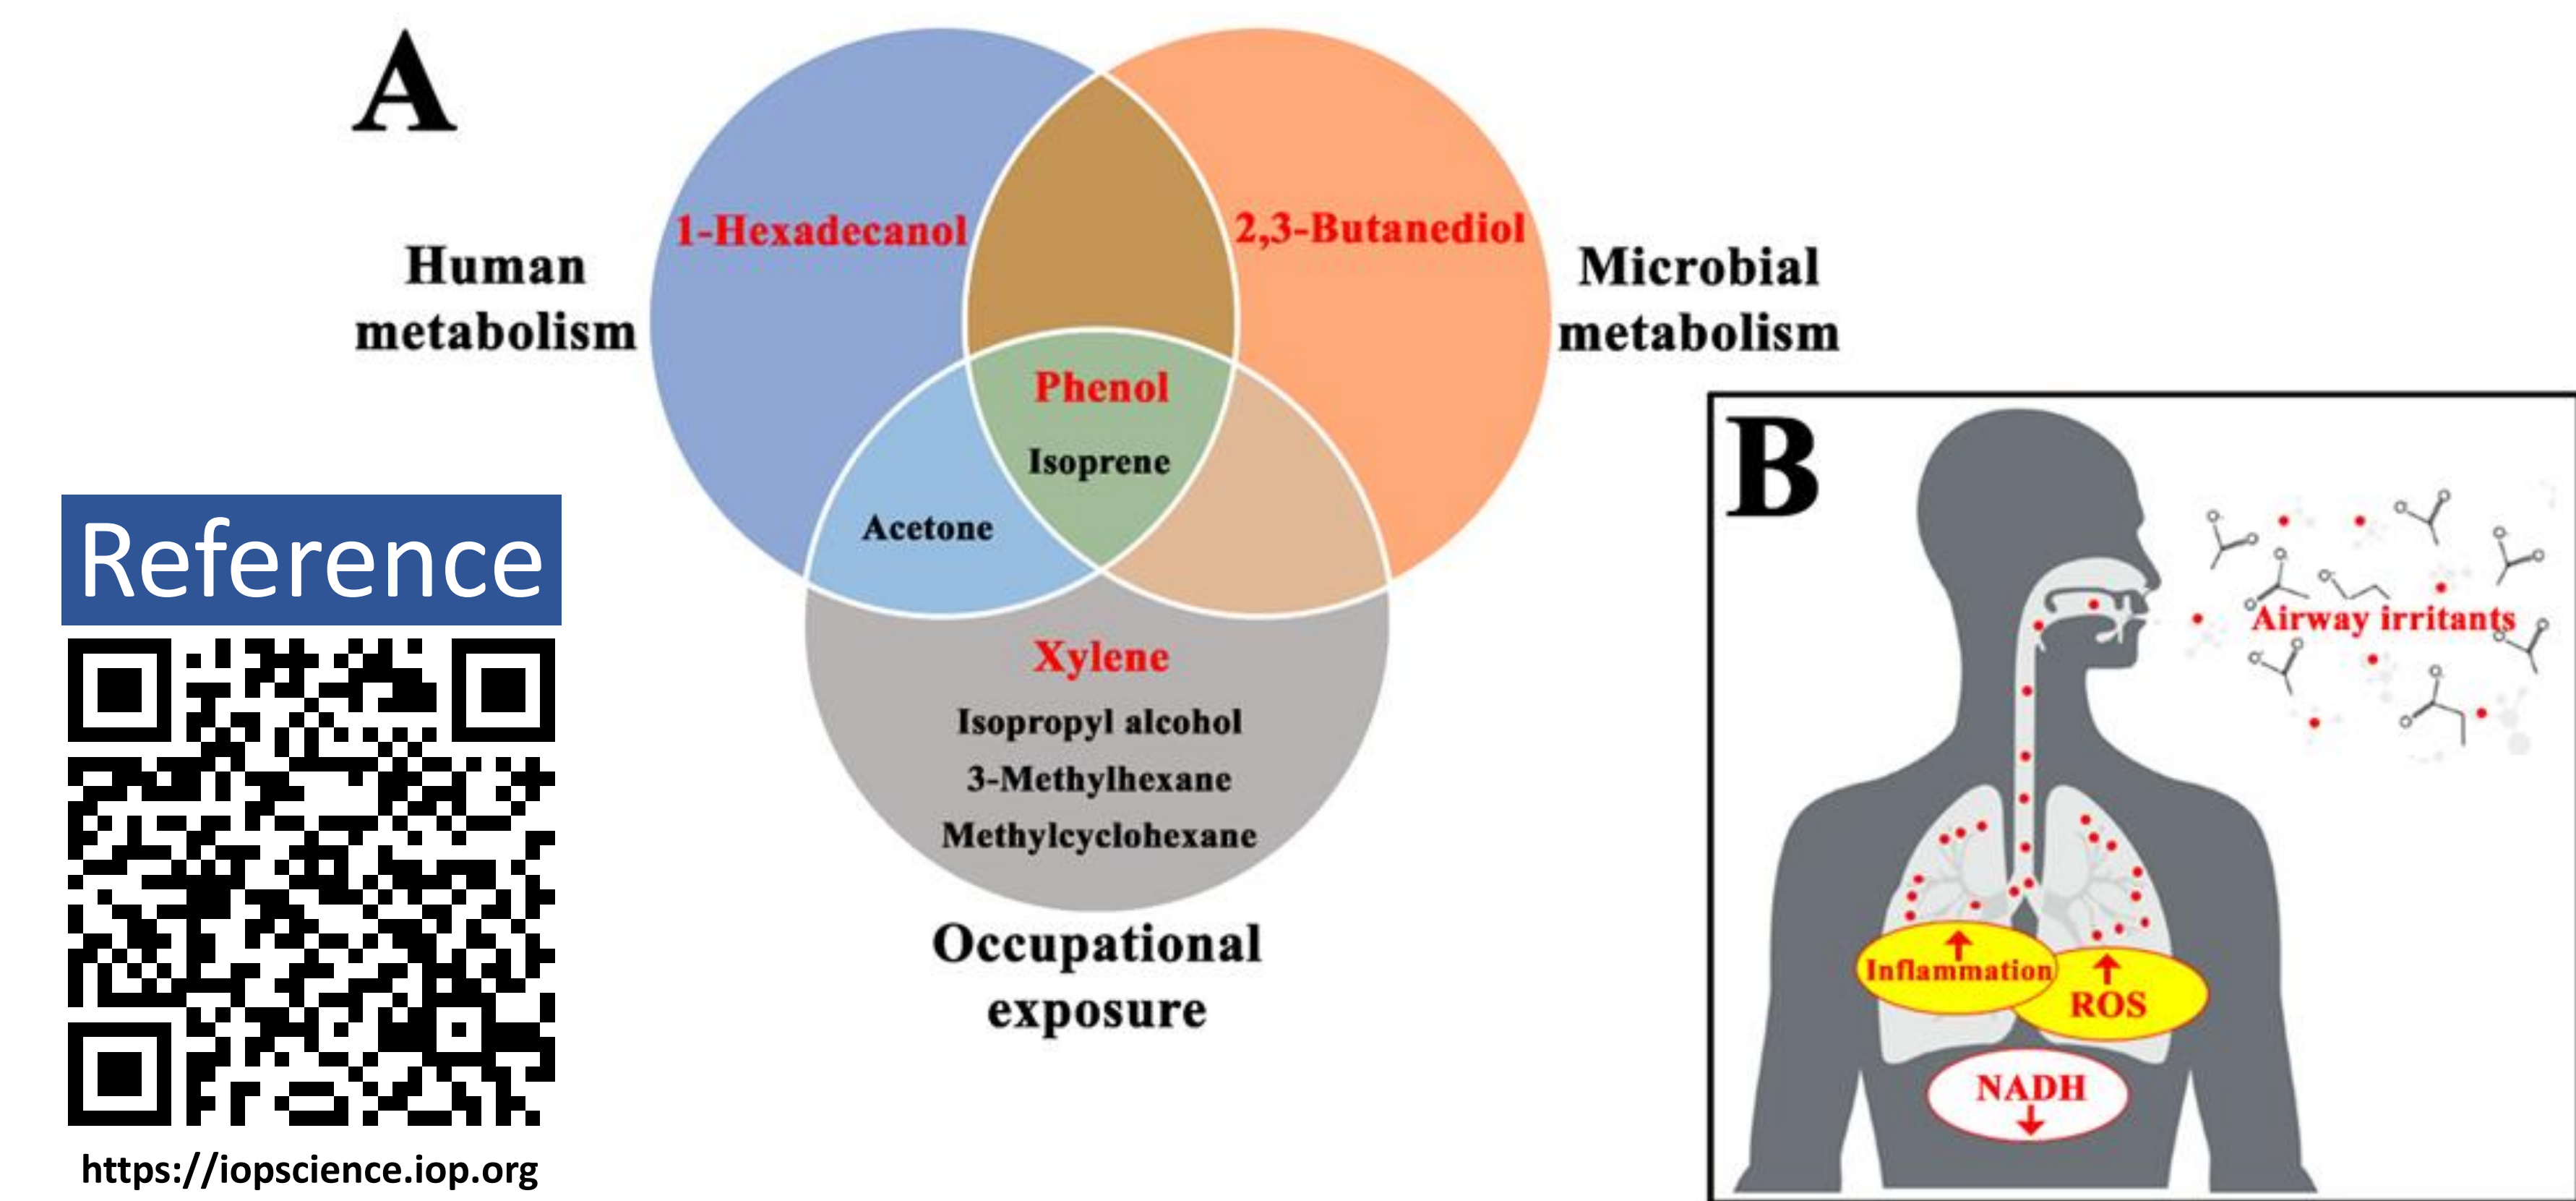 A
Human
metabolism
1-Hexadecanol
2,3-Butanediol
Microbial
metabolism
Phenol
Isoprene
Acetone
Xylene
Isopropyl alcohol
3-Methylhexane
Methylcyclohexane
Occupational
exposure
Reference
https://iopscience.iop.org
B
Airway irritants
Inflammation
ROS
NADH